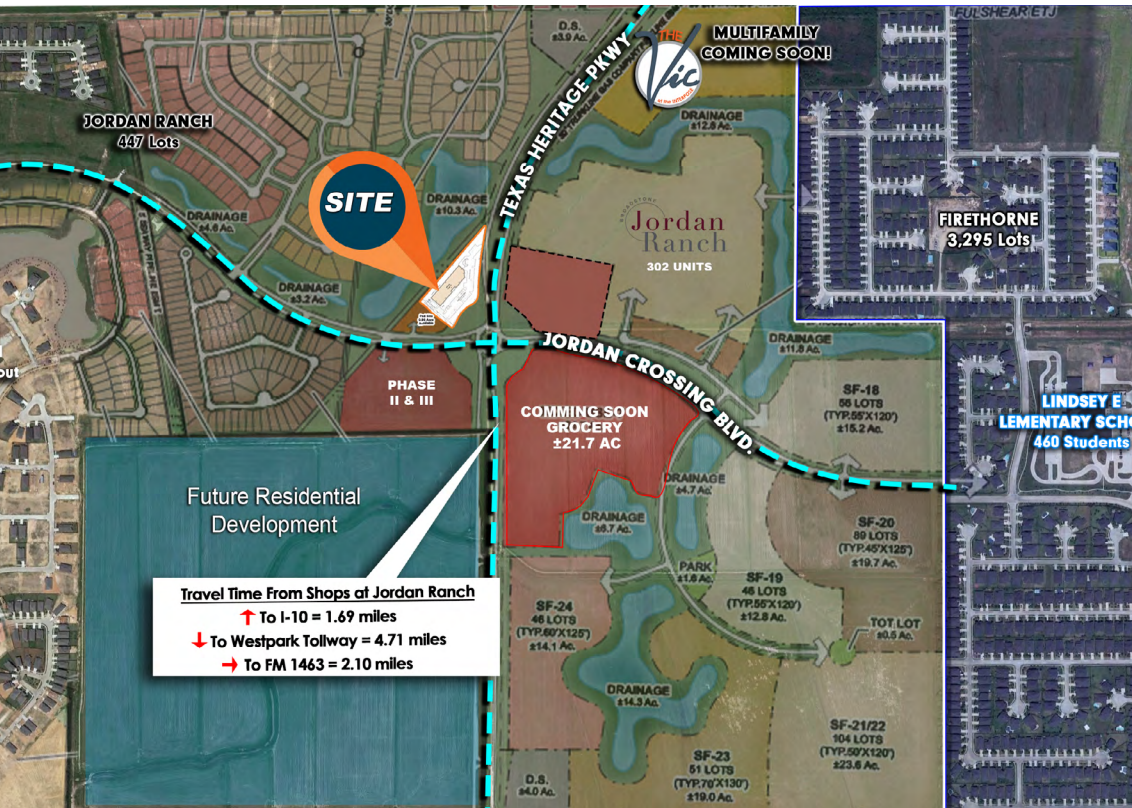 D.S.
±3.9 Ac.
TEXAS HERITAGE PKWY
THE
Vic
MULTIFAMILY
COMING SOON!
FULSHEAR ETJ
JORDAN RANCH
447 Lots
DRAINAGE
±12.8 Ac.
SITE
DRAINAGE
±10.3 Ac.
DRAINAGE
±4.6 Ac.
Jordan
Ranch
302 UNITS
FIRETHORNE
3,295 Lots
DRAINAGE
±3.2 Ac.
JORDAN CROSSING BLVD.
DRAINAGE
±11.8 Ac.
out
PHASE
II & III
COMMING SOON
GROCERY
±21.7 AC
SF-18
56 LOTS
(TYP.55'X120')
±15.2 Ac.
LINDSEY E
LEMENTARY SCHO
460 Students
Future Residential
Development
DRAINAGE
±4.7 Ac.
DRAINAGE
±6.7 Ac.
SF-20
89 LOTS
(TYP.45'X125')
±19.7 Ac.
PARK
±1.6 Ac.
SF-19
46 LOTS
(TYP.55'X120')
±12.8 Ac.
Travel Time From Shops at Jordan Ranch
To I-10 = 1.69 miles
To Westpark Tollway = 4.71 miles
To FM 1463 = 2.10 miles
SF-24
46 LOTS
(TYP.60'X125')
±14.1 Ac.
TOT LOT
±0.5 Ac.
DRAINAGE
±14.3 Ac.
SF-21/22
104 LOTS
(TYP.50'X120')
±23.6 Ac.
SF-23
51 LOTS
(TYP.70'X130')
±19.0 Ac.
D.S.
±4.0 Ac.